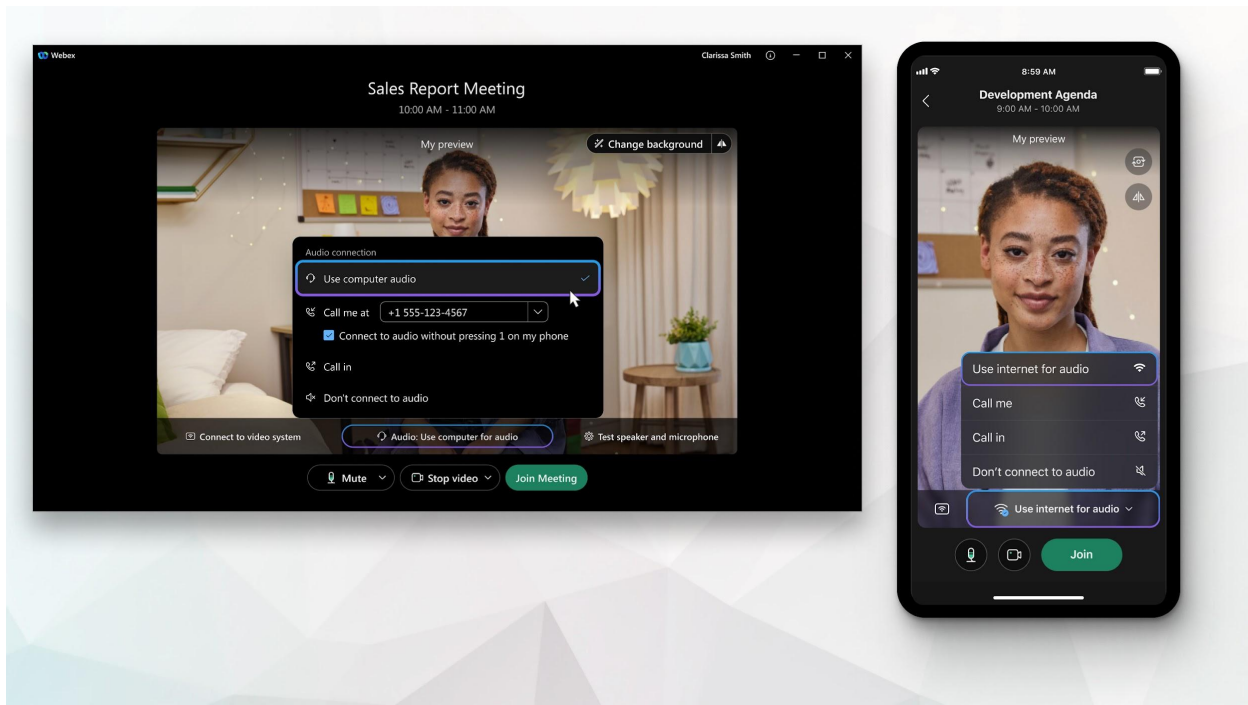 Webex
Clarissa Smith
Sales Report Meeting
10:00 AM - 11:00 AM
My preview
Change background
Audio connection
Use computer audio
Call me at +1 555-123-4567
Connect to audio without pressing 1 on my phone
Call in
Don't connect to audio
Connect to video system
Audio: Use computer for audio
Test speaker and microphone
Mute
Stop video
Join Meeting
8:59 AM
Development Agenda
9:00 AM - 10:00 AM
My preview
Use internet for audio
Call me
Call in
Don't connect to audio
Use internet for audio
Join